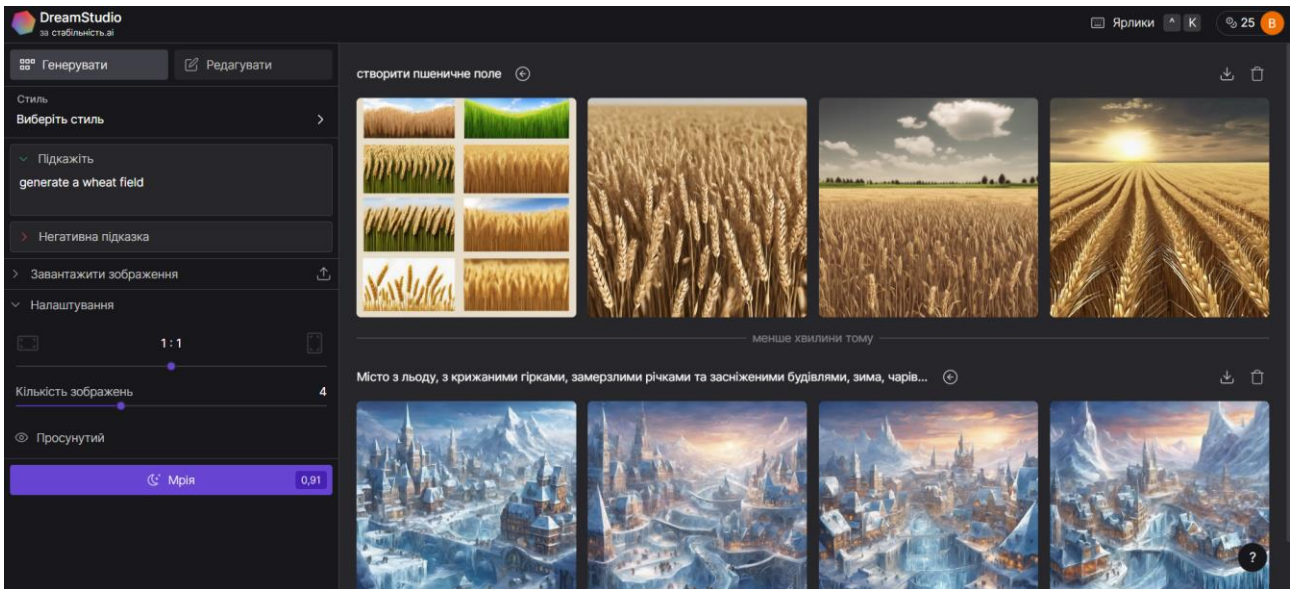 DreamStudio
за стабільність.ai
Ярлики ^ K
25
B
Генерувати
Редагувати
Стиль
Виберіть стиль
Підкажіть
generate a wheat field
Негативна підказка
Завантажити зображення
Налаштування
1 : 1
Кількість зображень
4
Просунутий
Мрія
0,91
створити пшеничне поле
менше хвилини тому
Місто з льоду, з крижаними гірками, замерзлими річками та засніженими будівлями, зима, чарів...
?